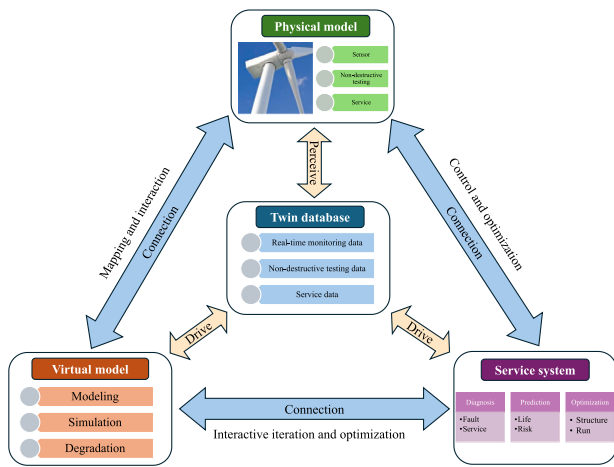 Physical model
Sensor
Non-destructive
testing
Service
Mapping and interaction
Connection
Perceive
Control and optimization
Connection
Twin database
Real-time monitoring data
Non-destructive testing data
Service data
Drive
Drive
Virtual model
Modeling
Simulation
Degradation
Connection
Interactive iteration and optimization
Service system
Diagnosis
•Fault
•Service
Prediction
•Life
•Risk
Optimization
• Structure
• Run